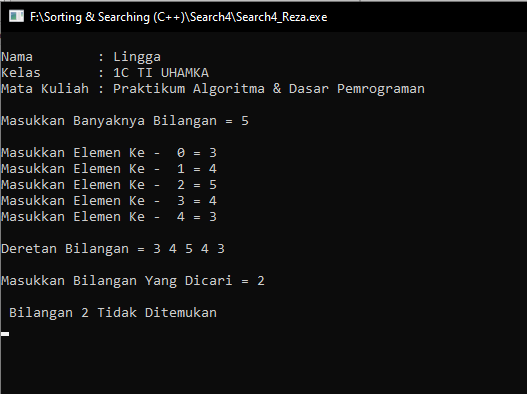 F:\Sorting & Searching (C++)\Search4\Search4_Reza.exe
Nama        : Lingga
Kelas       : 1C TI UHAMKA
Mata Kuliah : Praktikum Algoritma & Dasar Pemrograman
Masukkan Banyaknya Bilangan = 5
Masukkan Elemen Ke -  0 = 3
Masukkan Elemen Ke -  1 = 4
Masukkan Elemen Ke -  2 = 5
Masukkan Elemen Ke -  3 = 4
Masukkan Elemen Ke -  4 = 3
Deretan Bilangan = 3 4 5 4 3
Masukkan Bilangan Yang Dicari = 2
Bilangan 2 Tidak Ditemukan